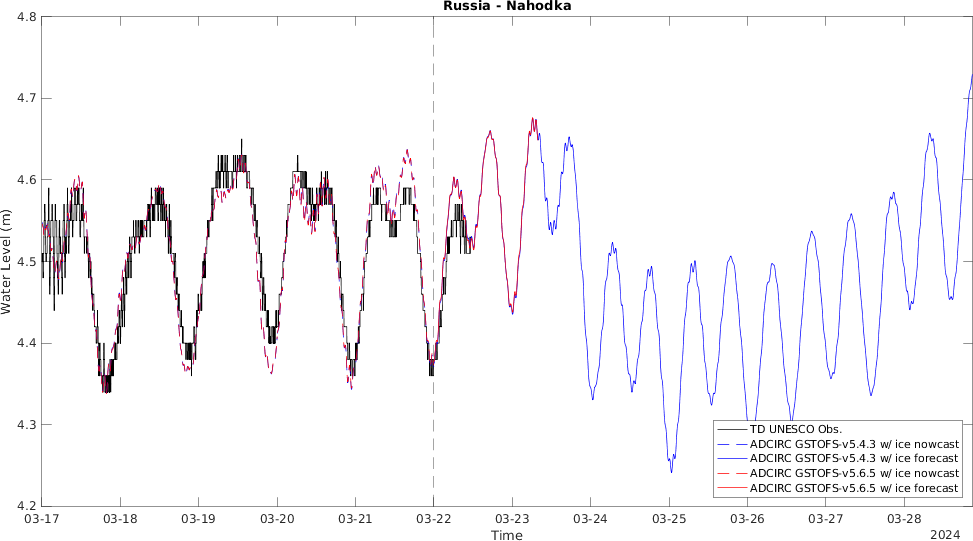 Russia - Nahodka
4.8
4.7
4.6
4.5
4.4
4.3
4.2
Water Level (m)
03-17 03-18 03-19 03-20 03-21 03-22 03-23 03-24 03-25 03-26 03-27 03-28
Time
2024
TD UNESCO Obs.
ADCIRC GSTOFS-v5.4.3 w/ ice nowcast
ADCIRC GSTOFS-v5.4.3 w/ ice forecast
ADCIRC GSTOFS-v5.6.5 w/ ice nowcast
ADCIRC GSTOFS-v5.6.5 w/ ice forecast